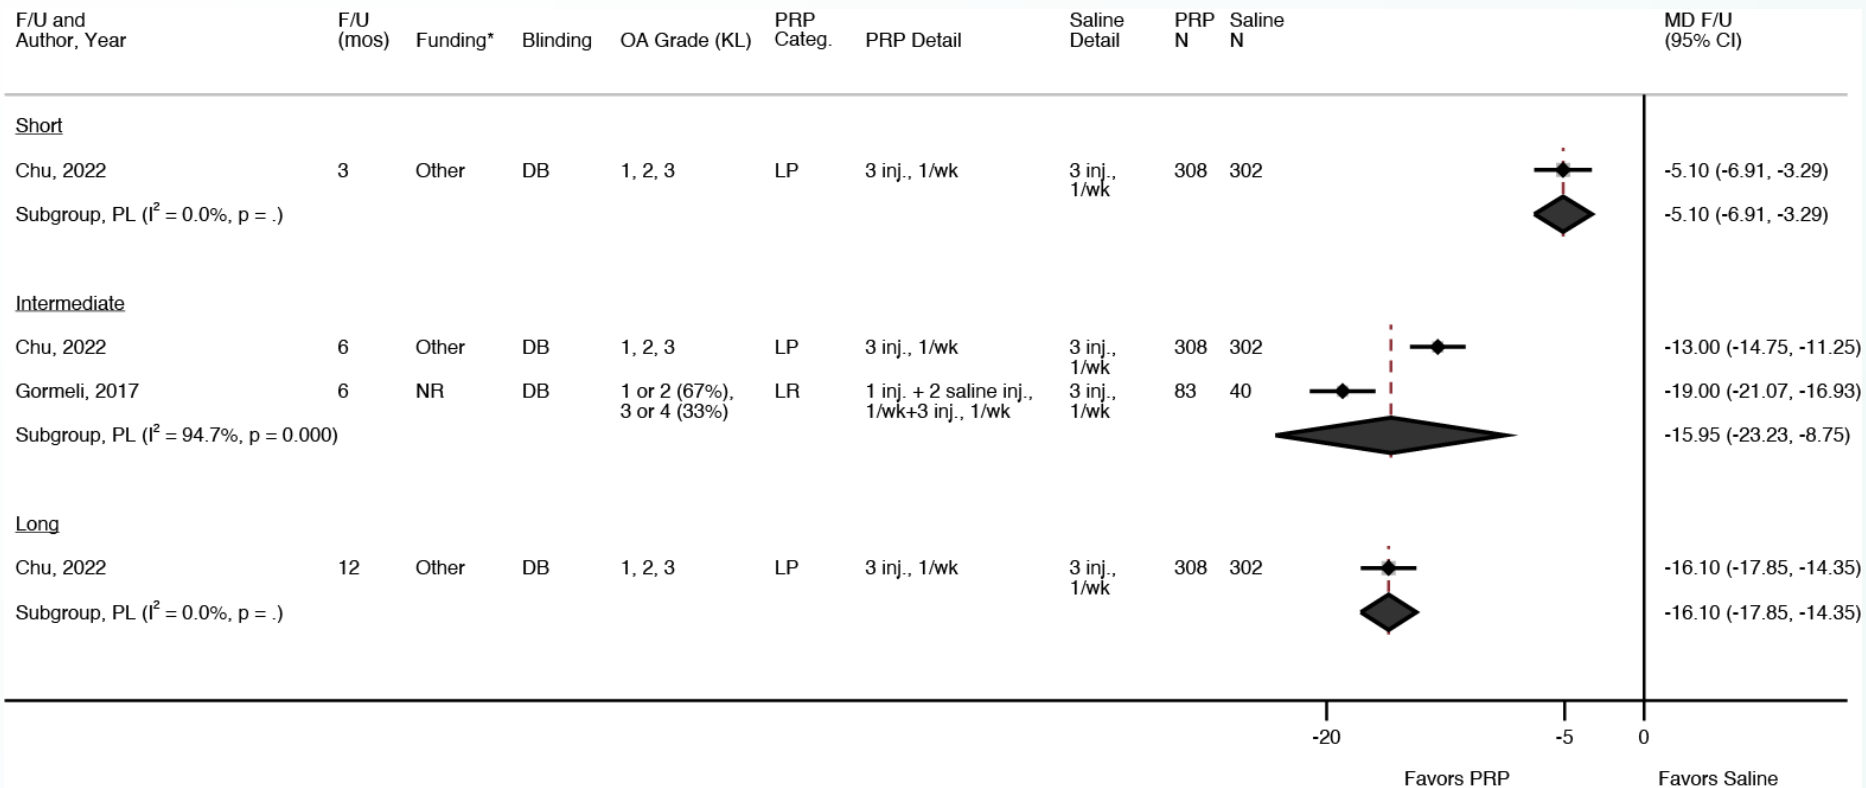 F/U and Author, Year F/U (mos) Funding* Blinding OA Grade (KL) PRP Categ. PRP Detail Saline Detail PRP N Saline N MD F/U (95% CI)
Short
Chu, 2022 3 Other DB 1, 2, 3 LP 3 inj., 1/wk 3 inj., 1/wk 308 302 -5.10 (-6.91, -3.29)
Subgroup, PL (I² = 0.0%, p = .) -5.10 (-6.91, -3.29)
Intermediate
Chu, 2022 6 Other DB 1, 2, 3 LP 3 inj., 1/wk 3 inj., 1/wk 308 302 -13.00 (-14.75, -11.25)
Gormeli, 2017 6 NR DB 1 or 2 (67%), 3 or 4 (33%) LR 1 inj. + 2 saline inj., 1/wk+3 inj., 1/wk 3 inj., 1/wk 83 40 -19.00 (-21.07, -16.93)
Subgroup, PL (I² = 94.7%, p = 0.000) -15.95 (-23.23, -8.75)
Long
Chu, 2022 12 Other DB 1, 2, 3 LP 3 inj., 1/wk 3 inj., 1/wk 308 302 -16.10 (-17.85, -14.35)
Subgroup, PL (I² = 0.0%, p = .) -16.10 (-17.85, -14.35)
-20 -5 0
Favors PRP Favors Saline